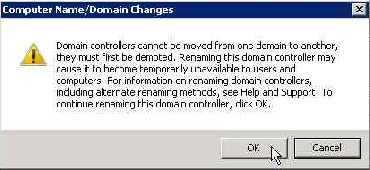 Computer Name/Domain Changes
Domain controllers cannot be moved from one domain to another,
they must first be demoted. Renaming this domain controller may
cause it to become temporarily unavailable to users and
computers. For information on renaming domain controllers,
including alternate renaming methods, see Help and Support. To
continue renaming this domain controller, click OK.
OK
Cancel